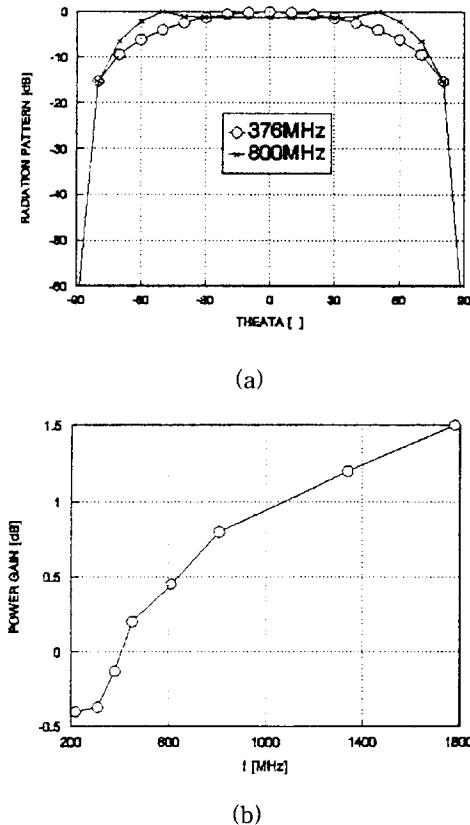 0
-10
-20
-30
-40
-50
-60
RADIATION PATTERN [dB]
376MHz
800MHz
-90 -60 -30 0 30 60 90
THEATA [ ]
(a)
1.5
1
0.5
0
-0.5
POWER GAIN [dB]
200 600 1000 1400 1800
f [MHz]
(b)